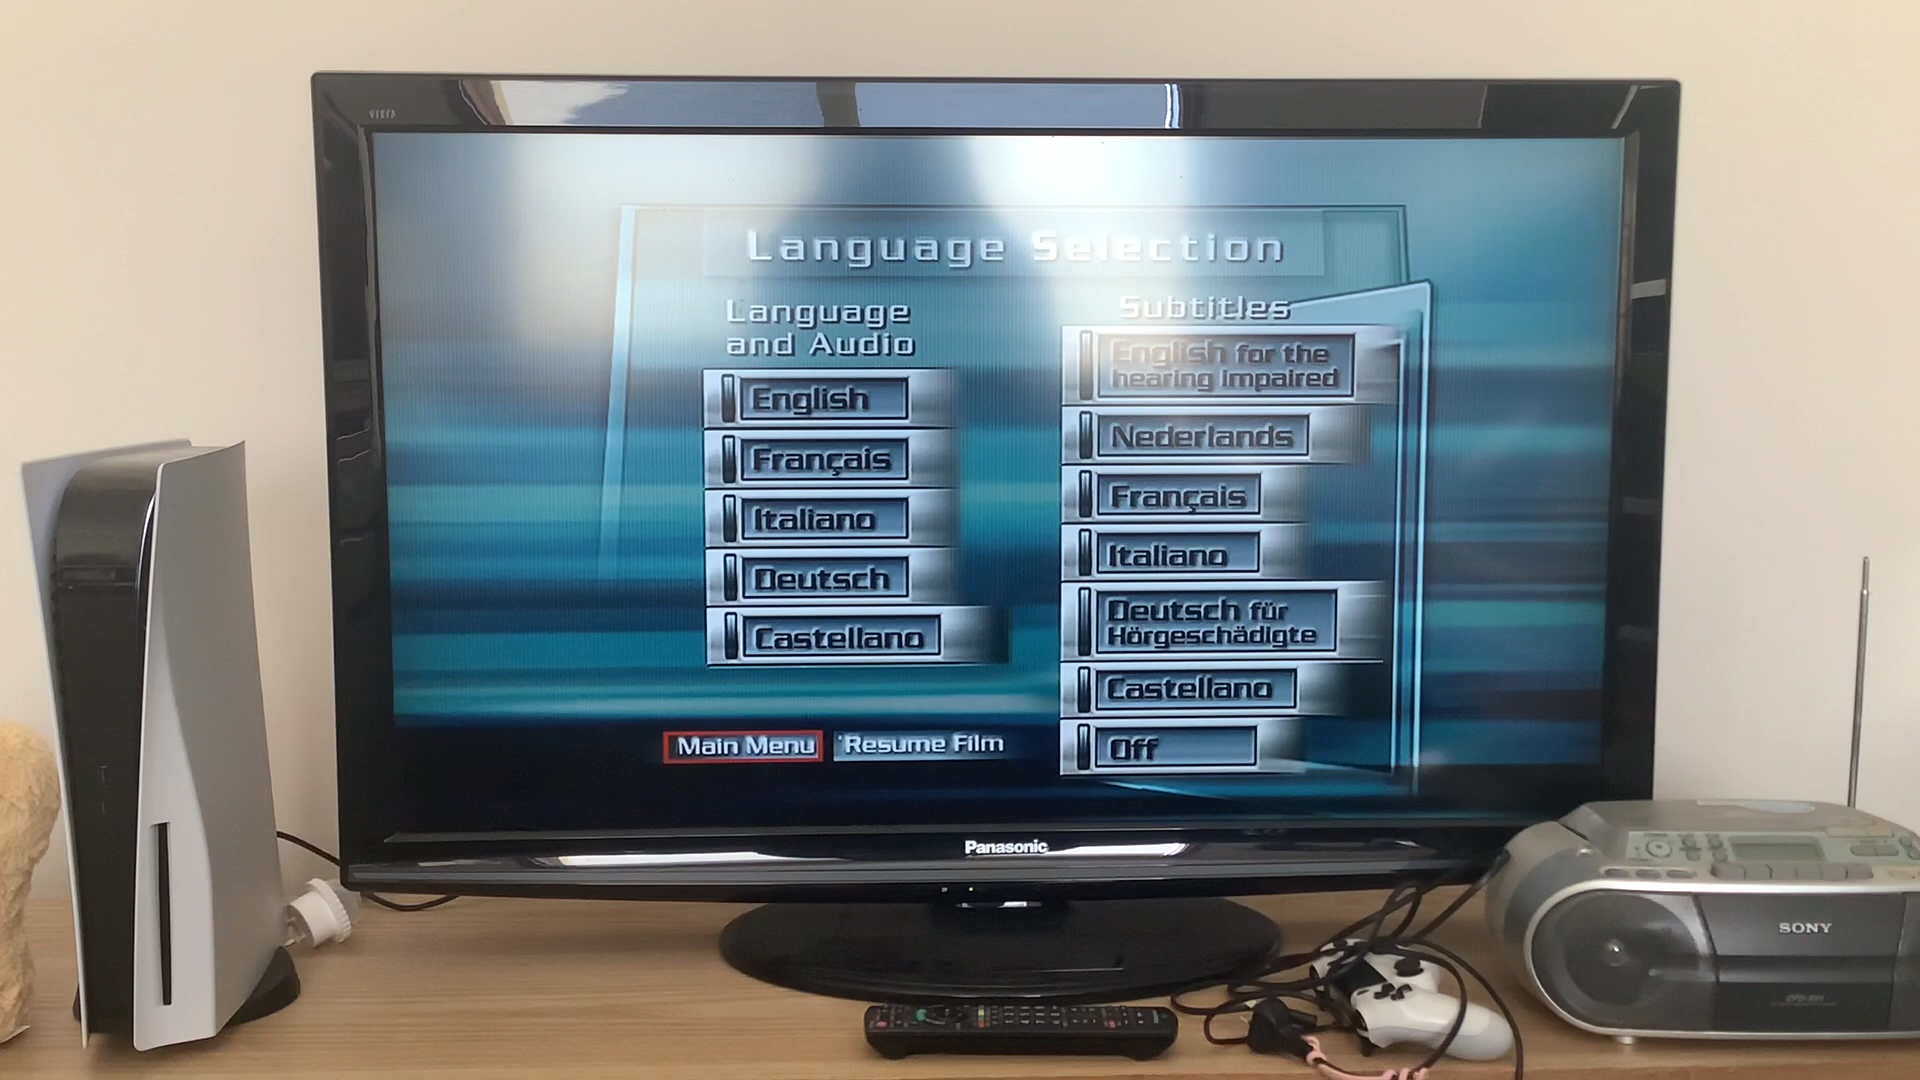 VIERA
Language Selection
Language
and Audio
English
Français
Italiano
Deutsch
Castellano
Subtitles
English for the
hearing impaired
Nederlands
Français
Italiano
Deutsch für
Hörgeschädigte
Castellano
Off
Main Menu
Resume Film
Panasonic
SONY